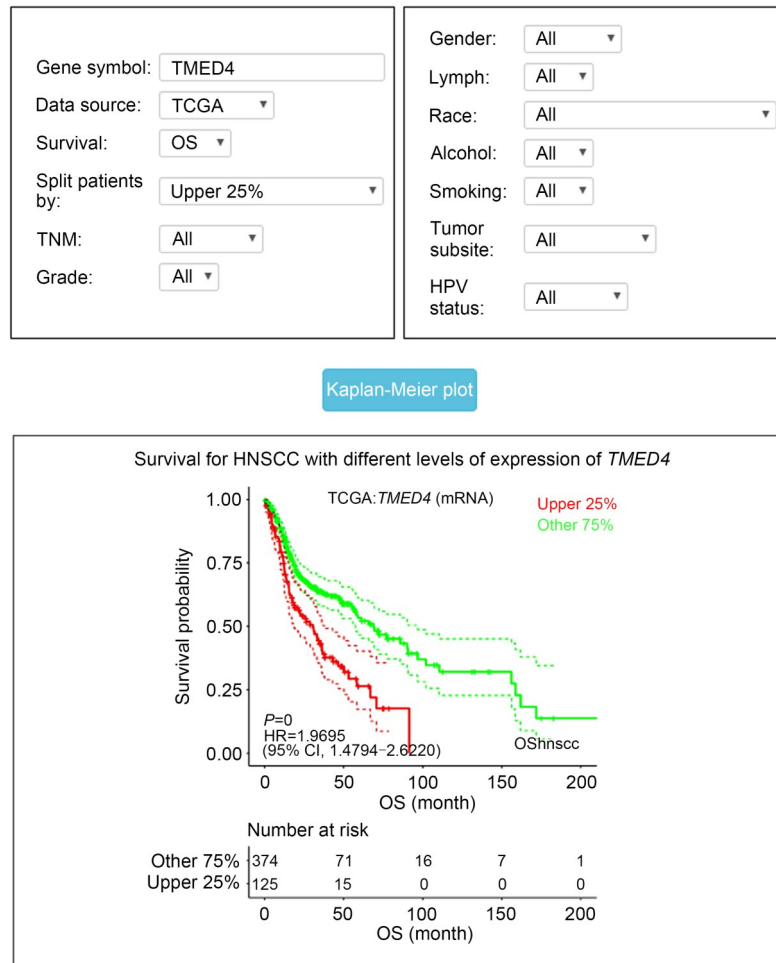 Gene symbol: TMED4
Data source: TCGA
Survival: OS
Split patients
by: Upper 25%
TNM: All
Grade: All
Gender: All
Lymph: All
Race: All
Alcohol: All
Smoking: All
Tumor
subsite: All
HPV
status: All
Kaplan-Meier plot
Survival for HNSCC with different levels of expression of TMED4
TCGA:TMED4 (mRNA)
Upper 25%
Other 75%
Survival probability
1.00
0.75
0.50
0.25
0.00
P=0
HR=1.9695
(95% CI, 1.4794−2.6220)
OShnscc
0 50 100 150 200
OS (month)
Number at risk
Other 75% 374 71 16 7 1
Upper 25% 125 15 0 0 0
0 50 100 150 200
OS (month)